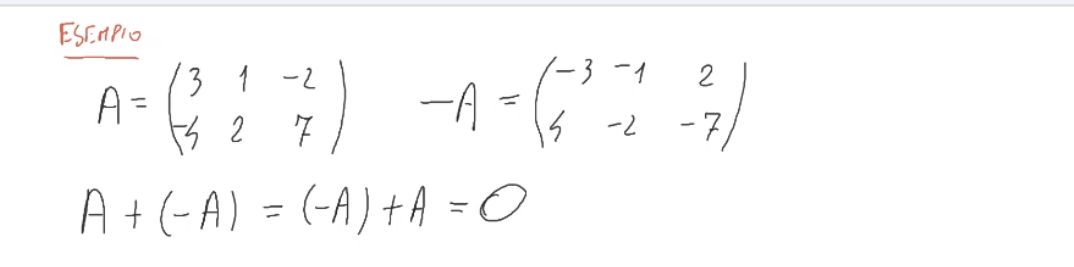 ESEMPIO
A = ( 3 1 -2 ) -A = ( -3 -1 2 )
( -5 2 7 ) ( 5 -2 -7 )
A + (-A) = (-A) + A = O